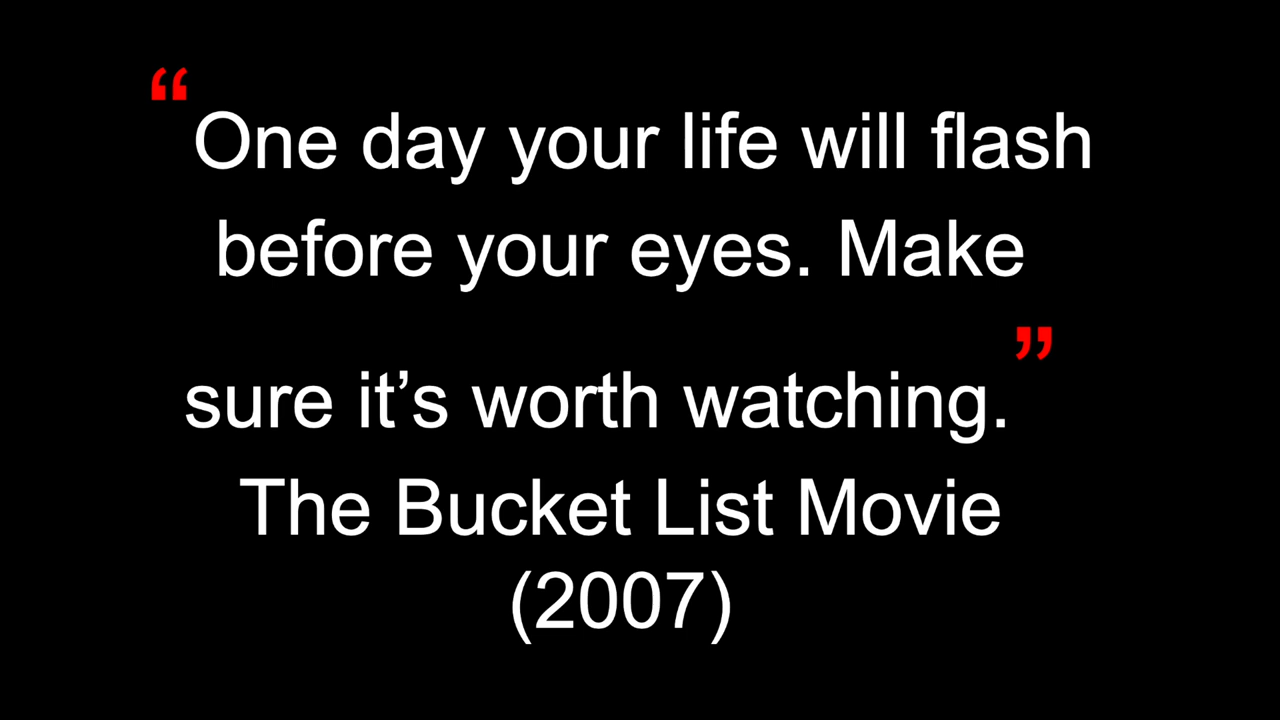 “One day your life will flash
before your eyes. Make
sure it’s worth watching.”
The Bucket List Movie
(2007)